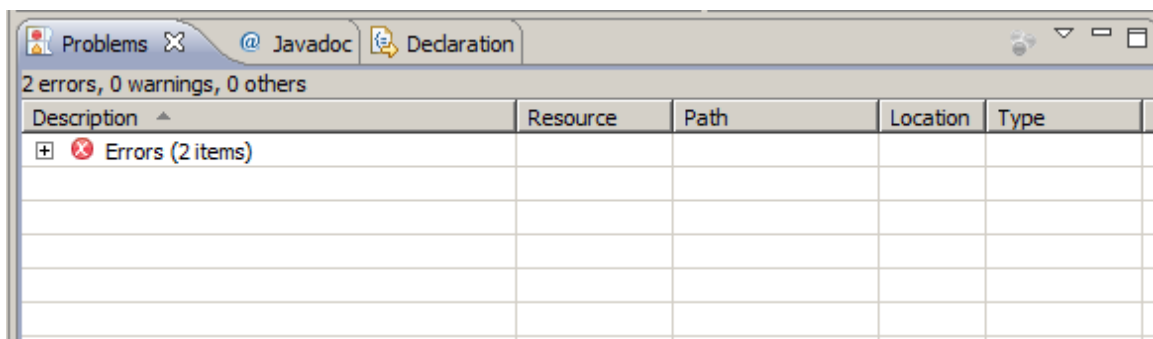 Problems @ Javadoc Declaration
2 errors, 0 warnings, 0 others
Description Resource Path Location Type
Errors (2 items)